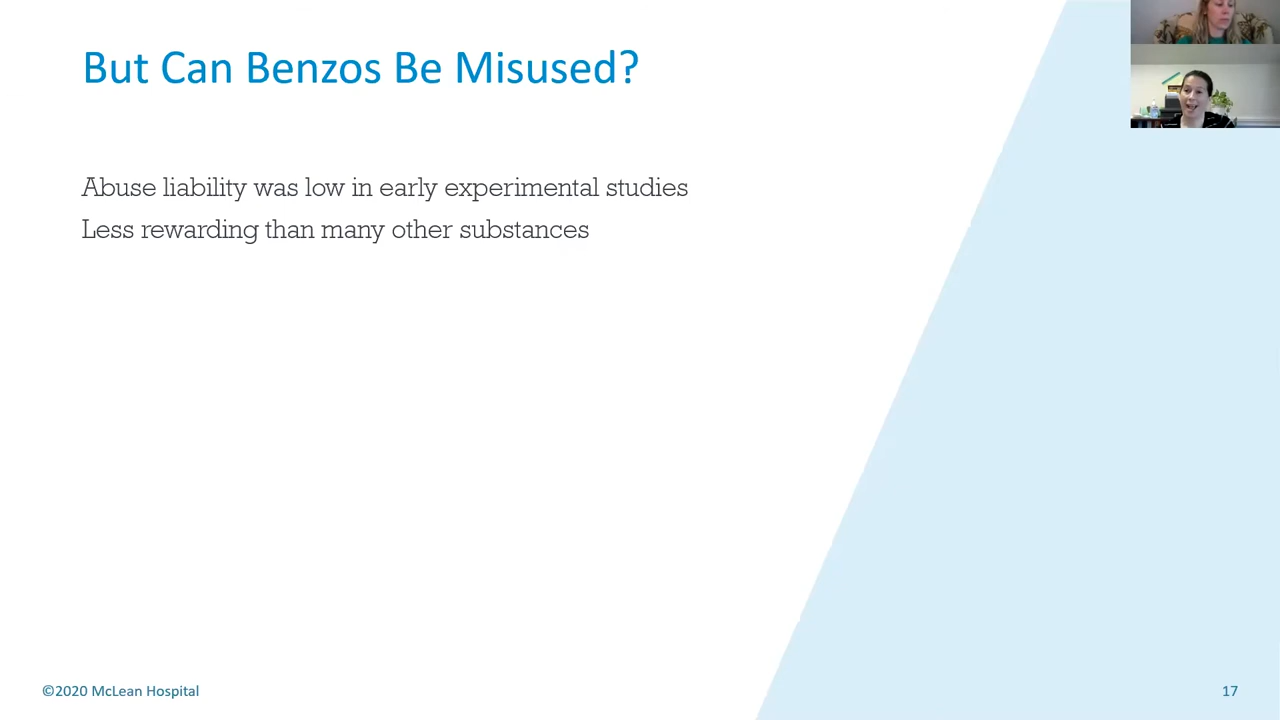 But Can Benzos Be Misused?
Abuse liability was low in early experimental studies
Less rewarding than many other substances
©2020 McLean Hospital
17